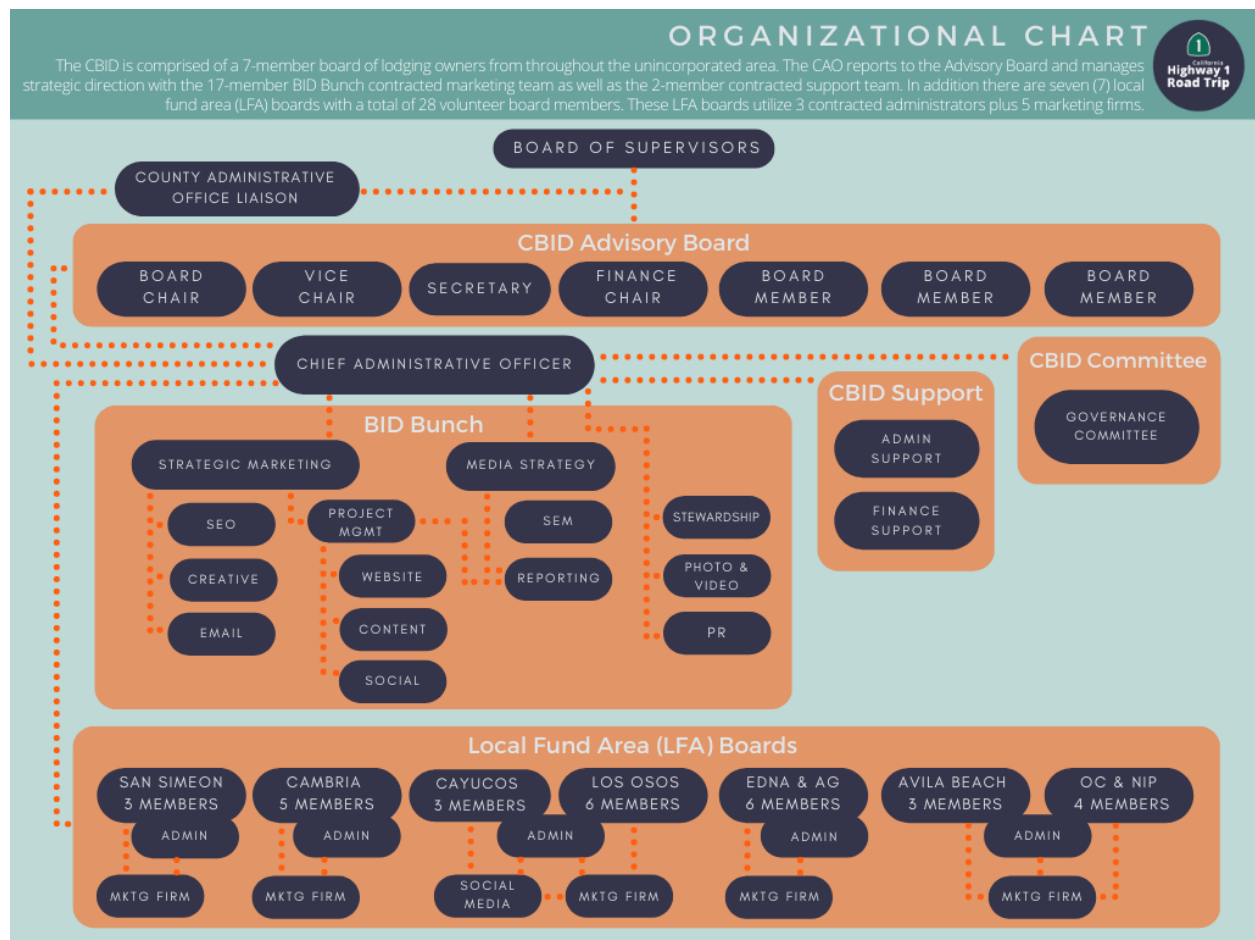 ORGANIZATIONAL CHART
The CBID is comprised of a 7-member board of lodging owners from throughout the unincorporated area. The CAO reports to the Advisory Board and manages
strategic direction with the 17-member BID Bunch contracted marketing team as well as the 2-member contracted support team. In addition there are seven (7) local
fund area (LFA) boards with a total of 28 volunteer board members. These LFA boards utilize 3 contracted administrators plus 5 marketing firms.
1
California
Highway 1
Road Trip
BOARD OF SUPERVISORS
COUNTY ADMINISTRATIVE
OFFICE LIAISON
CBID Advisory Board
BOARD
CHAIR
VICE
CHAIR
SECRETARY
FINANCE
CHAIR
BOARD
MEMBER
BOARD
MEMBER
BOARD
MEMBER
CHIEF ADMINISTRATIVE OFFICER
CBID Committee
GOVERNANCE
COMMITTEE
CBID Support
ADMIN
SUPPORT
FINANCE
SUPPORT
BID Bunch
STRATEGIC MARKETING
SEO
CREATIVE
EMAIL
PROJECT
MGMT
WEBSITE
CONTENT
SOCIAL
MEDIA STRATEGY
SEM
REPORTING
STEWARDSHIP
PHOTO &
VIDEO
PR
Local Fund Area (LFA) Boards
SAN SIMEON
3 MEMBERS
ADMIN
MKTG FIRM
CAMBRIA
5 MEMBERS
ADMIN
MKTG FIRM
CAYUCOS
3 MEMBERS
LOS OSOS
6 MEMBERS
ADMIN
SOCIAL
MEDIA
MKTG FIRM
EDNA & AG
6 MEMBERS
ADMIN
MKTG FIRM
AVILA BEACH
3 MEMBERS
OC & NIP
4 MEMBERS
ADMIN
MKTG FIRM